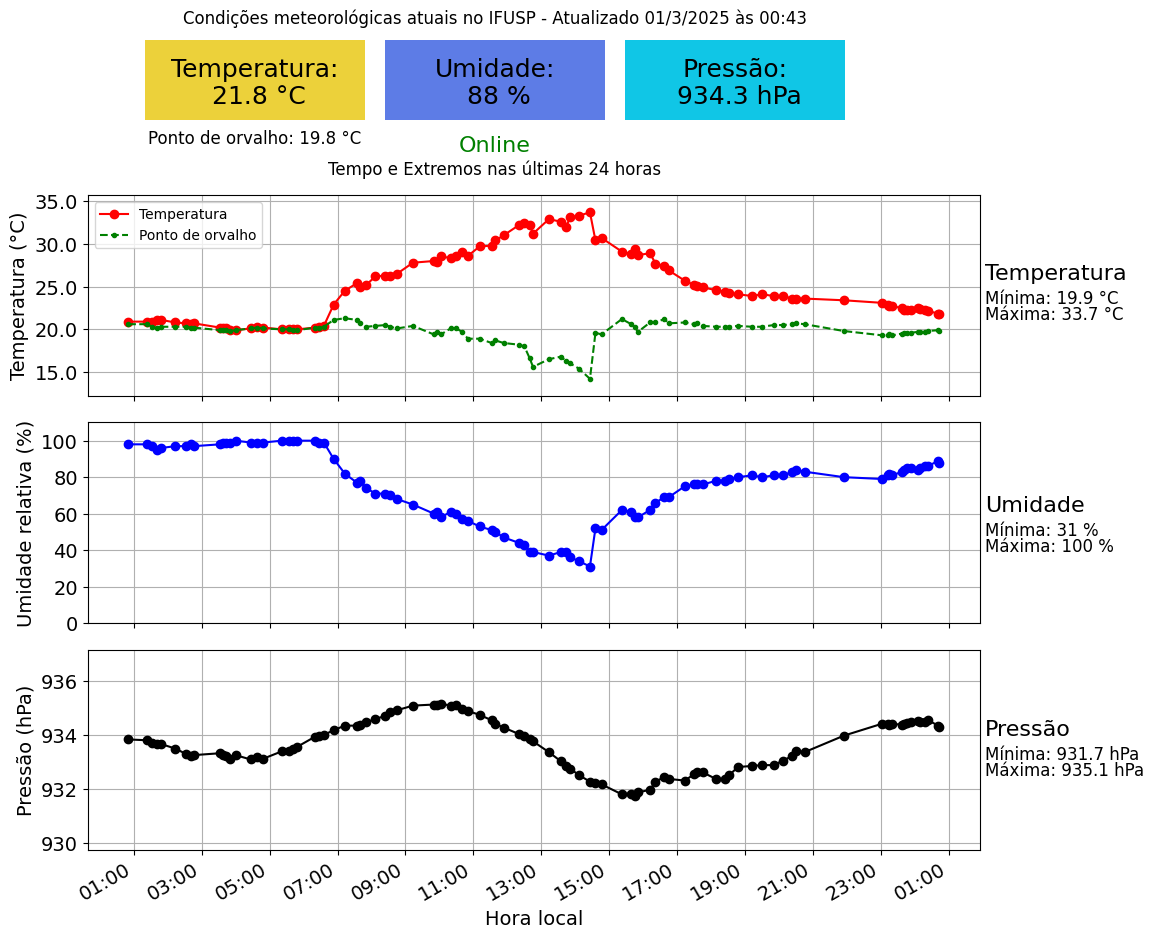 Condições meteorológicas atuais no IFUSP - Atualizado 01/3/2025 às 00:43
Temperatura:
21.8 °C
Umidade:
88 %
Pressão:
934.3 hPa
Ponto de orvalho: 19.8 °C
Online
Tempo e Extremos nas últimas 24 horas
Temperatura (°C)
35.0
30.0
25.0
20.0
15.0
Temperatura
Ponto de orvalho
Temperatura
Mínima: 19.9 °C
Máxima: 33.7 °C
Umidade relativa (%)
100
80
60
40
20
0
Umidade
Mínima: 31 %
Máxima: 100 %
Pressão (hPa)
936
934
932
930
Pressão
Mínima: 931.7 hPa
Máxima: 935.1 hPa
01:00 03:00 05:00 07:00 09:00 11:00 13:00 15:00 17:00 19:00 21:00 23:00 01:00
Hora local